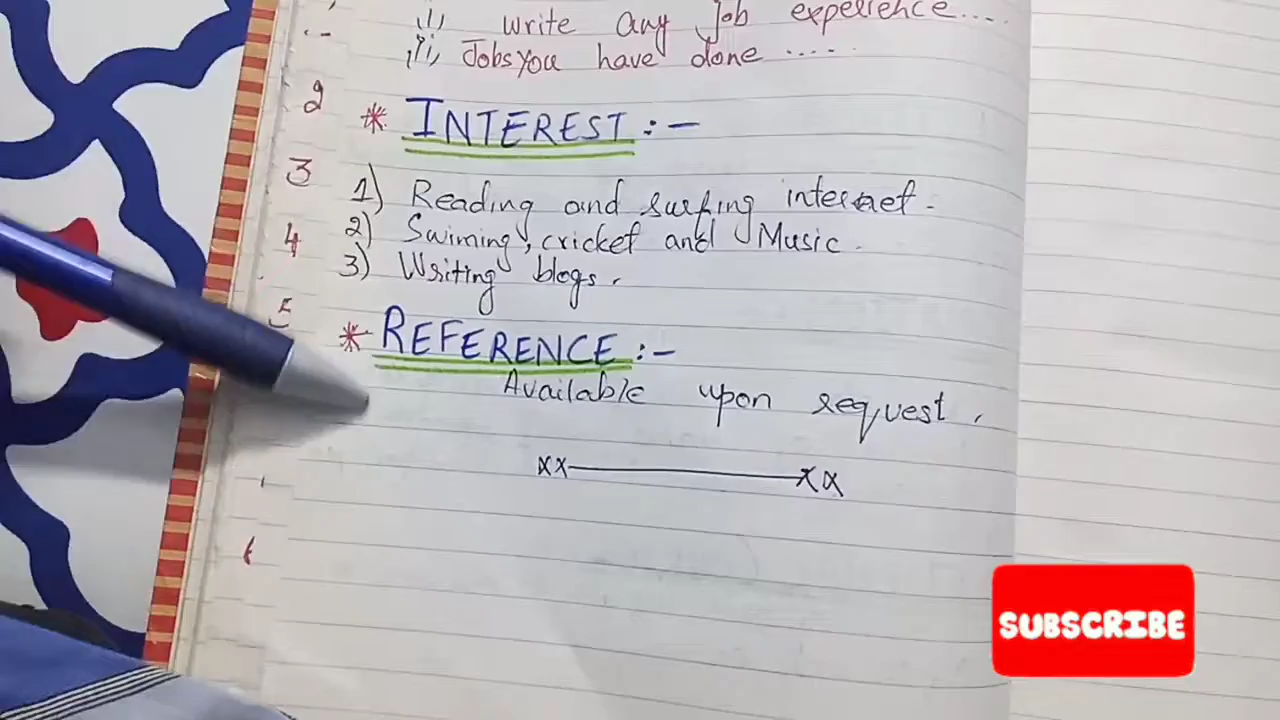 ii) write any job experience....
iii) Jobs you have done .....
* INTEREST :-
1) Reading and surfing internet.
2) Swiming, cricket and Music.
3) Writing blogs.
* REFERENCE :-
Available upon request.
xx———xx
2
3
4
5
SUBSCRIBE